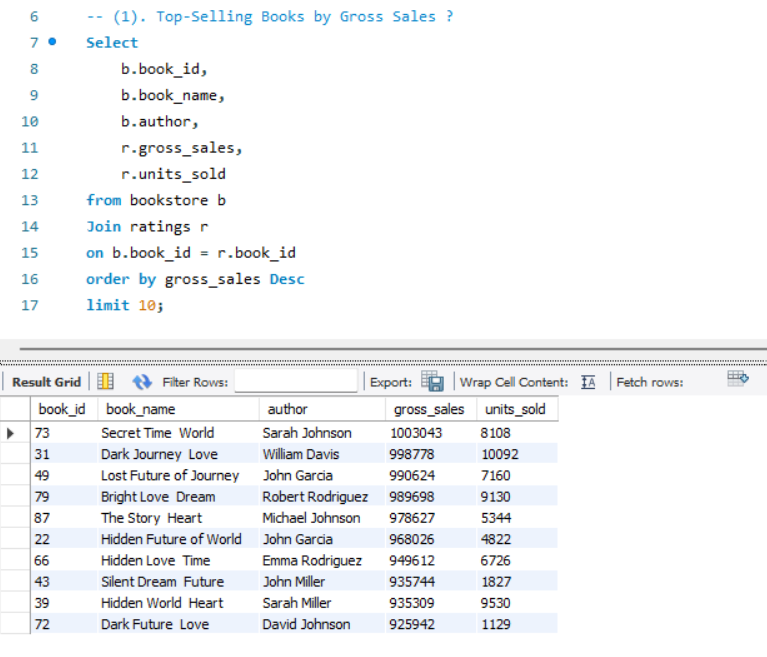 6 -- (1). Top-Selling Books by Gross Sales ?
7 Select
8 b.book_id,
9 b.book_name,
10 b.author,
11 r.gross_sales,
12 r.units_sold
13 from bookstore b
14 Join ratings r
15 on b.book_id = r.book_id
16 order by gross_sales Desc
17 limit 10;
Result Grid Filter Rows: Export: Wrap Cell Content: IA Fetch rows:
book_id book_name author gross_sales units_sold
73 Secret Time World Sarah Johnson 1003043 8108
31 Dark Journey Love William Davis 998778 10092
49 Lost Future of Journey John Garcia 990624 7160
79 Bright Love Dream Robert Rodriguez 989698 9130
87 The Story Heart Michael Johnson 978627 5344
22 Hidden Future of World John Garcia 968026 4822
66 Hidden Love Time Emma Rodriguez 949612 6726
43 Silent Dream Future John Miller 935744 1827
39 Hidden World Heart Sarah Miller 935309 9530
72 Dark Future Love David Johnson 925942 1129